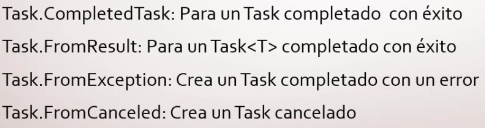 Task.CompletedTask: Para un Task completado con éxito
Task.FromResult: Para un Task<T> completado con éxito
Task.FromException: Crea un Task completado con un error
Task.FromCanceled: Crea un Task cancelado